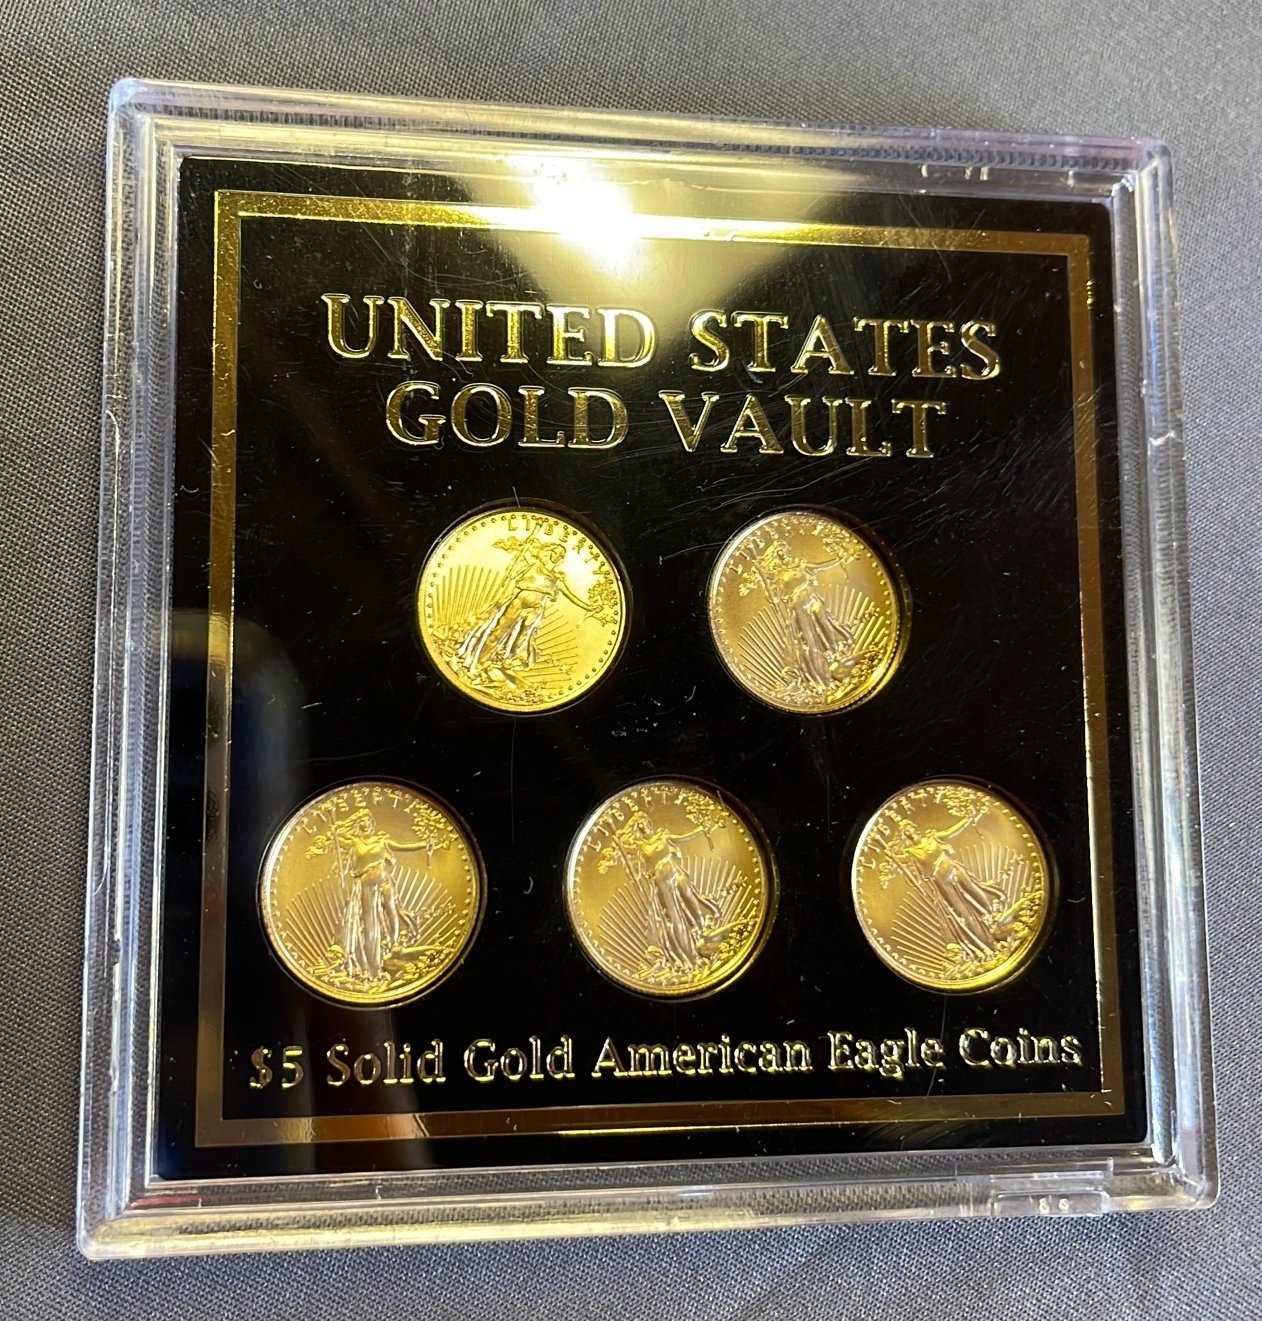 UNITED STATES
GOLD VAULT
LIBERTY
LIBERTY
LIBERTY
LIBERTY
LIBERTY
$5 Solid Gold American Eagle Coins